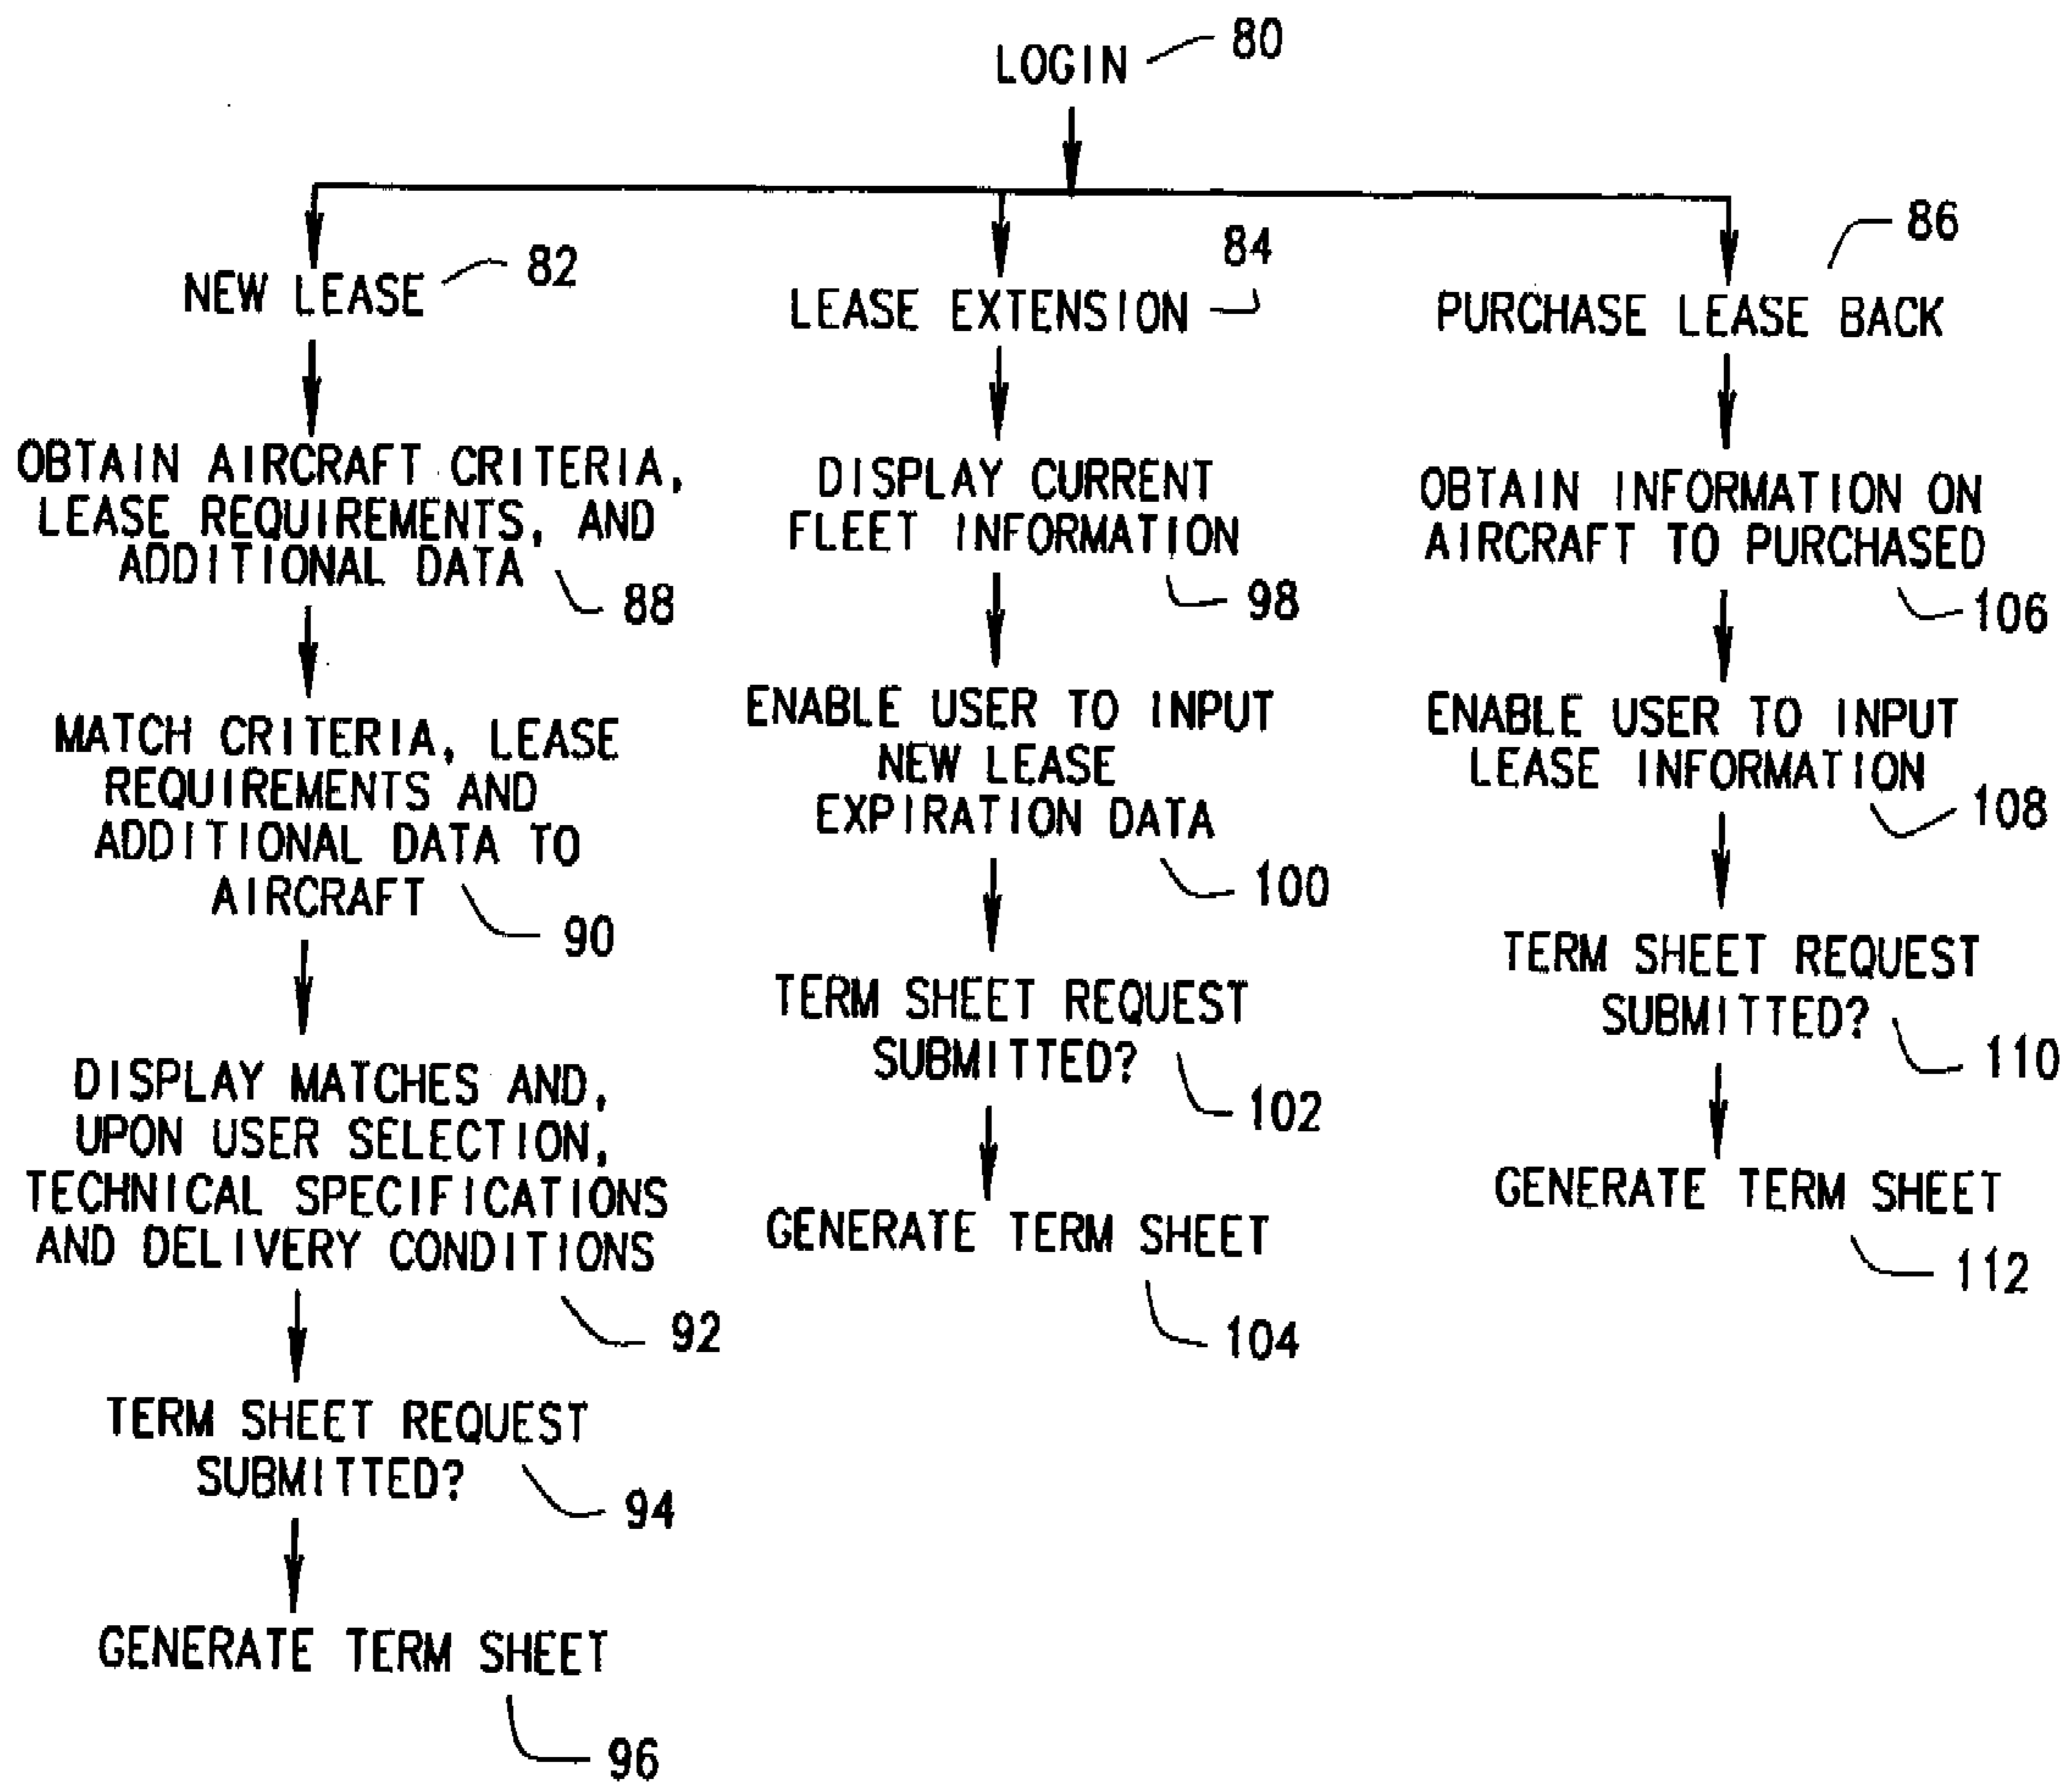 LOGIN 80
NEW LEASE 82
OBTAIN AIRCRAFT CRITERIA,
LEASE REQUIREMENTS, AND
ADDITIONAL DATA
88
MATCH CRITERIA, LEASE
REQUIREMENTS AND
ADDITIONAL DATA TO
AIRCRAFT
90
DISPLAY MATCHES AND,
UPON USER SELECTION,
TECHNICAL SPECIFICATIONS
AND DELIVERY CONDITIONS
92
TERM SHEET REQUEST
SUBMITTED?
94
GENERATE TERM SHEET
96
84
LEASE EXTENSION
DISPLAY CURRENT
FLEET INFORMATION
98
ENABLE USER TO INPUT
NEW LEASE
EXPIRATION DATA
100
TERM SHEET REQUEST
SUBMITTED?
102
GENERATE TERM SHEET
104
86
PURCHASE LEASE BACK
OBTAIN INFORMATION ON
AIRCRAFT TO PURCHASED
106
ENABLE USER TO INPUT
LEASE INFORMATION
108
TERM SHEET REQUEST
SUBMITTED?
110
GENERATE TERM SHEET
112